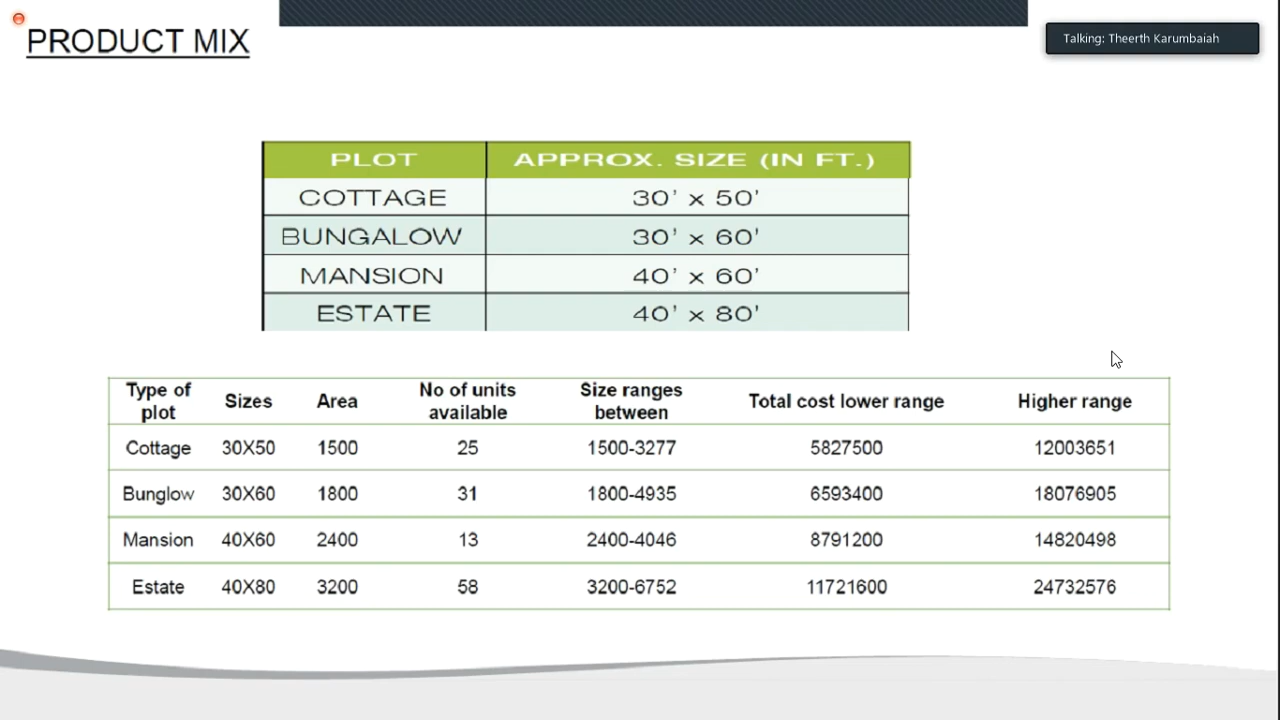 PRODUCT MIX
Talking: Theerth Karumbaiah
PLOT APPROX. SIZE (IN FT.)
COTTAGE 30' x 50'
BUNGALOW 30' x 60'
MANSION 40' x 60'
ESTATE 40' x 80'
Type of plot Sizes Area No of units available Size ranges between Total cost lower range Higher range
Cottage 30X50 1500 25 1500-3277 5827500 12003651
Bunglow 30X60 1800 31 1800-4935 6593400 18076905
Mansion 40X60 2400 13 2400-4046 8791200 14820498
Estate 40X80 3200 58 3200-6752 11721600 24732576